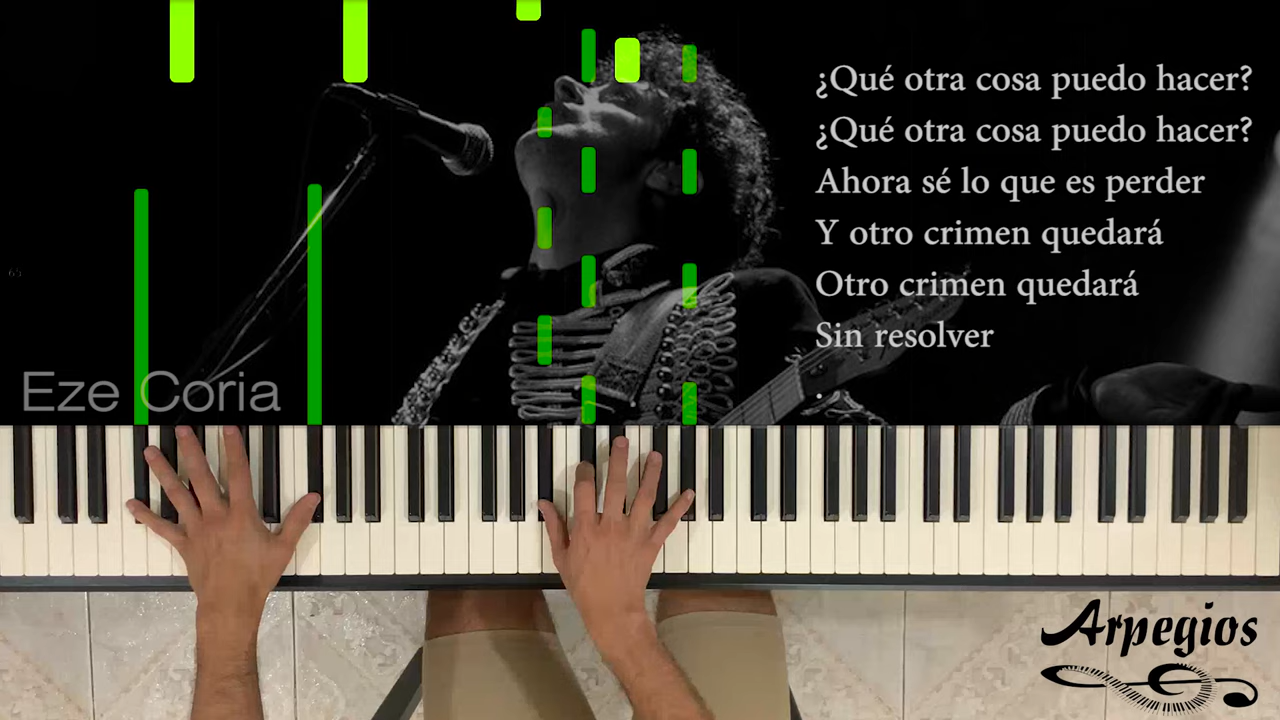 ¿Qué otra cosa puedo hacer?
¿Qué otra cosa puedo hacer?
Ahora sé lo que es perder
Y otro crimen quedará
Otro crimen quedará
Sin resolver
.
Eze Coria
Arpegios